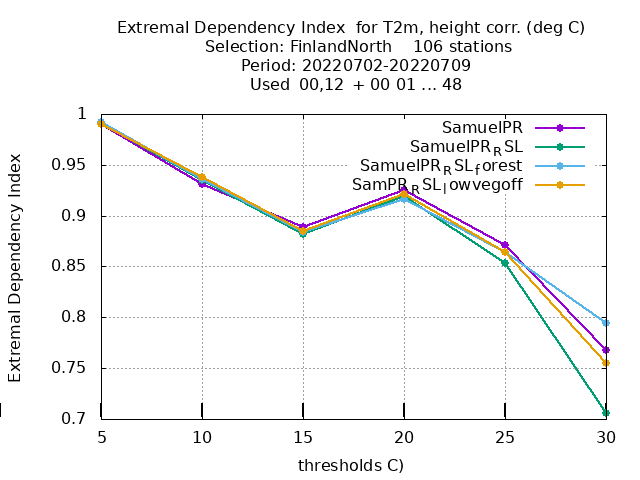 Extremal Dependency Index  for T2m, height corr. (deg C)
Selection: FinlandNorth    106 stations
Period: 20220702-20220709
Used  00,12  + 00 01 ... 48
SamuelPR
SamuelPR_RSL
SamuelPR_RSL_forest
SamPR_RSL_lowvegoff
Extremal Dependency Index
1
0.95
0.9
0.85
0.8
0.75
0.7
5 10 15 20 25 30
thresholds C)